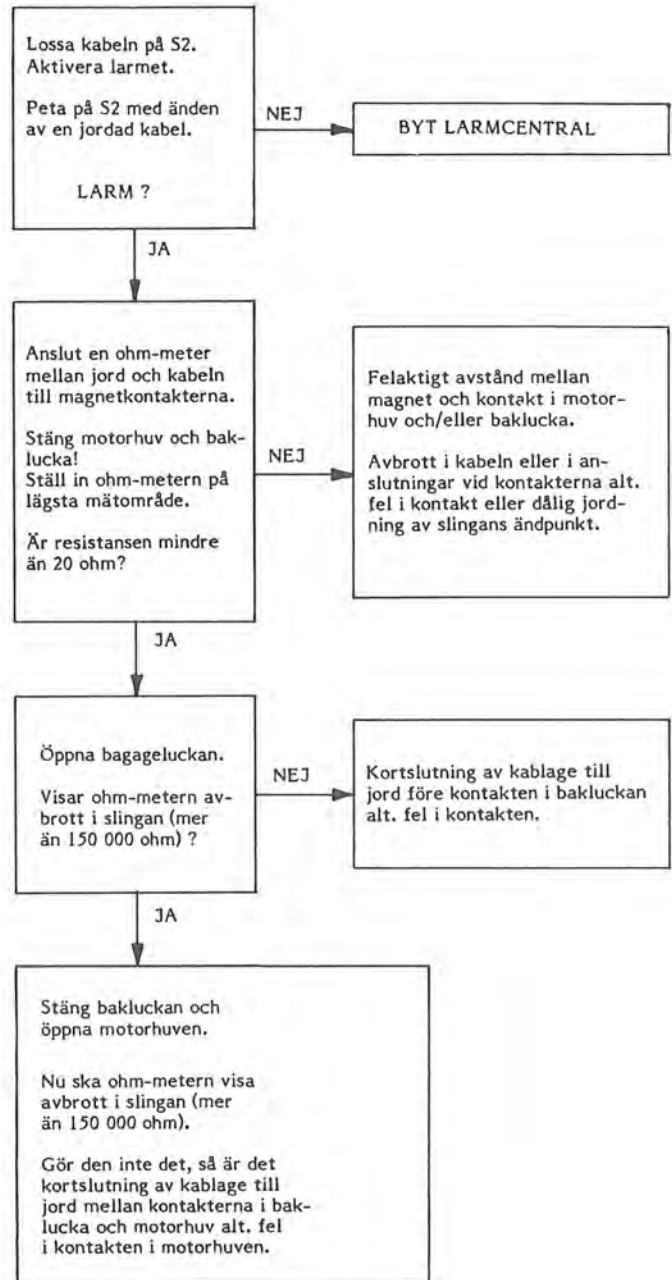 Lossa kabeln på S2.
Aktivera larmet.
Peta på S2 med änden
av en jordad kabel.
LARM ?
NEJ
BYT LARMCENTRAL
JA
Anslut en ohm-meter
mellan jord och kabeln
till magnetkontakterna.
Stäng motorhuv och bak-
lucka!
Ställ in ohm-metern på
lägsta mätområde.
Är resistansen mindre
än 20 ohm?
NEJ
Felaktigt avstånd mellan
magnet och kontakt i motor-
huv och/eller baklucka.
Avbrott i kabeln eller i an-
slutningar vid kontakterna alt.
fel i kontakt eller dålig jord-
ning av slingans ändpunkt.
JA
Öppna bagageluckan.
Visar ohm-metern av-
brott i slingan (mer
än 150 000 ohm) ?
NEJ
Kortslutning av kablage till
jord före kontakten i bakluckan
alt. fel i kontakten.
JA
Stäng bakluckan och
öppna motorhuven.
Nu ska ohm-metern visa
avbrott i slingan (mer
än 150 000 ohm).
Gör den inte det, så är det
kortslutning av kablage till
jord mellan kontakterna i bak-
lucka och motorhuv alt. fel
i kontakten i motorhuven.